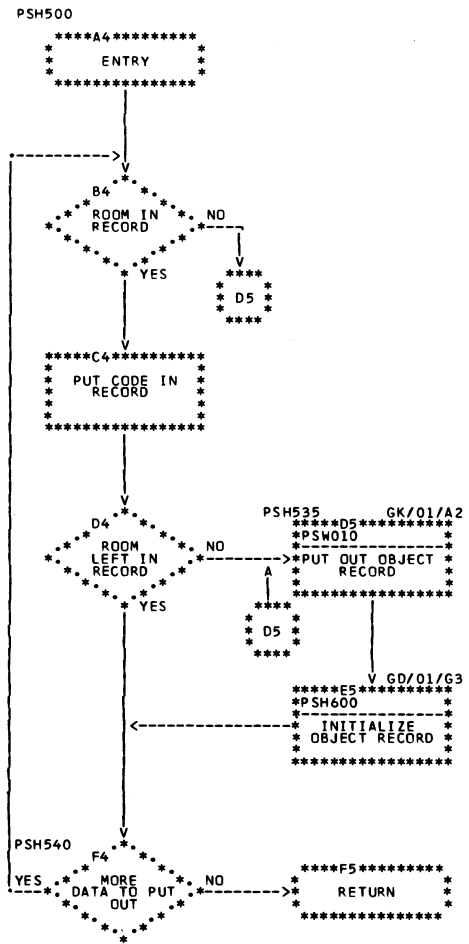 PSH500
A4
ENTRY
B4
ROOM IN
RECORD
NO
YES
D5
C4
PUT CODE IN
RECORD
D4
ROOM
LEFT IN
RECORD
NO
YES
A
D5
PSH535
GK/01/A2
D5
PSW010
PUT OUT OBJECT
RECORD
GD/01/G3
E5
PSH600
INITIALIZE
OBJECT RECORD
PSH540
F4
YES
MORE
DATA TO PUT
OUT
NO
F5
RETURN